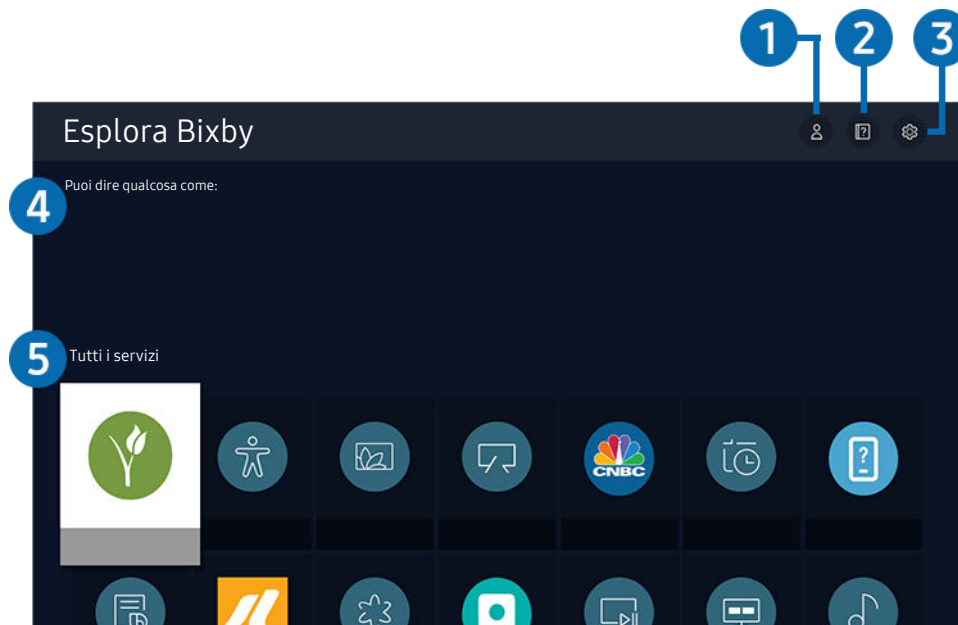 1 2 3
Esplora Bixby
4
Puoi dire qualcosa come:
5
Tutti i servizi
CNBC